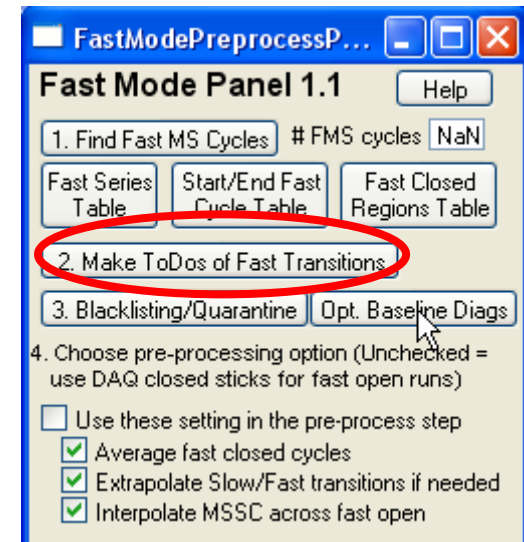 FastModePreprocessP...
Fast Mode Panel 1.1 Help
1. Find Fast MS Cycles # FMS cycles NaN
Fast Series Start/End Fast Fast Closed
Table Cycle Table Regions Table
2. Make ToDos of Fast Transitions
3. Blacklisting/Quarantine Opt. Baseline Diags
4. Choose pre-processing option (Unchecked =
use DAQ closed sticks for fast open runs)
Use these setting in the pre-process step
Average fast closed cycles
Extrapolate Slow/Fast transitions if needed
Interpolate MSSC across fast open